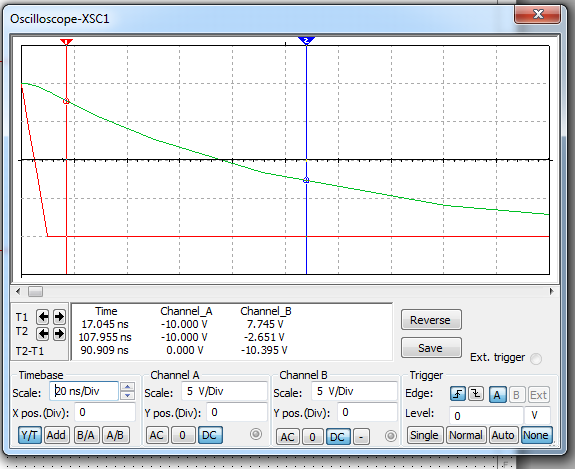 Oscilloscope-XSC1
1
2
T1
T2
T2-T1
Time Channel_A Channel_B
17.045 ns -10.000 V 7.745 V
107.955 ns -10.000 V -2.651 V
90.909 ns 0.000 V -10.395 V
Reverse
Save
Ext. trigger
Timebase
Scale: 20 ns/Div
X pos.(Div): 0
Y/T Add B/A A/B
Channel A
Scale: 5 V/Div
Y pos.(Div): 0
AC 0 DC
Channel B
Scale: 5 V/Div
Y pos.(Div): 0
AC 0 DC -
Trigger
Edge: A B Ext
Level: 0 V
Single Normal Auto None